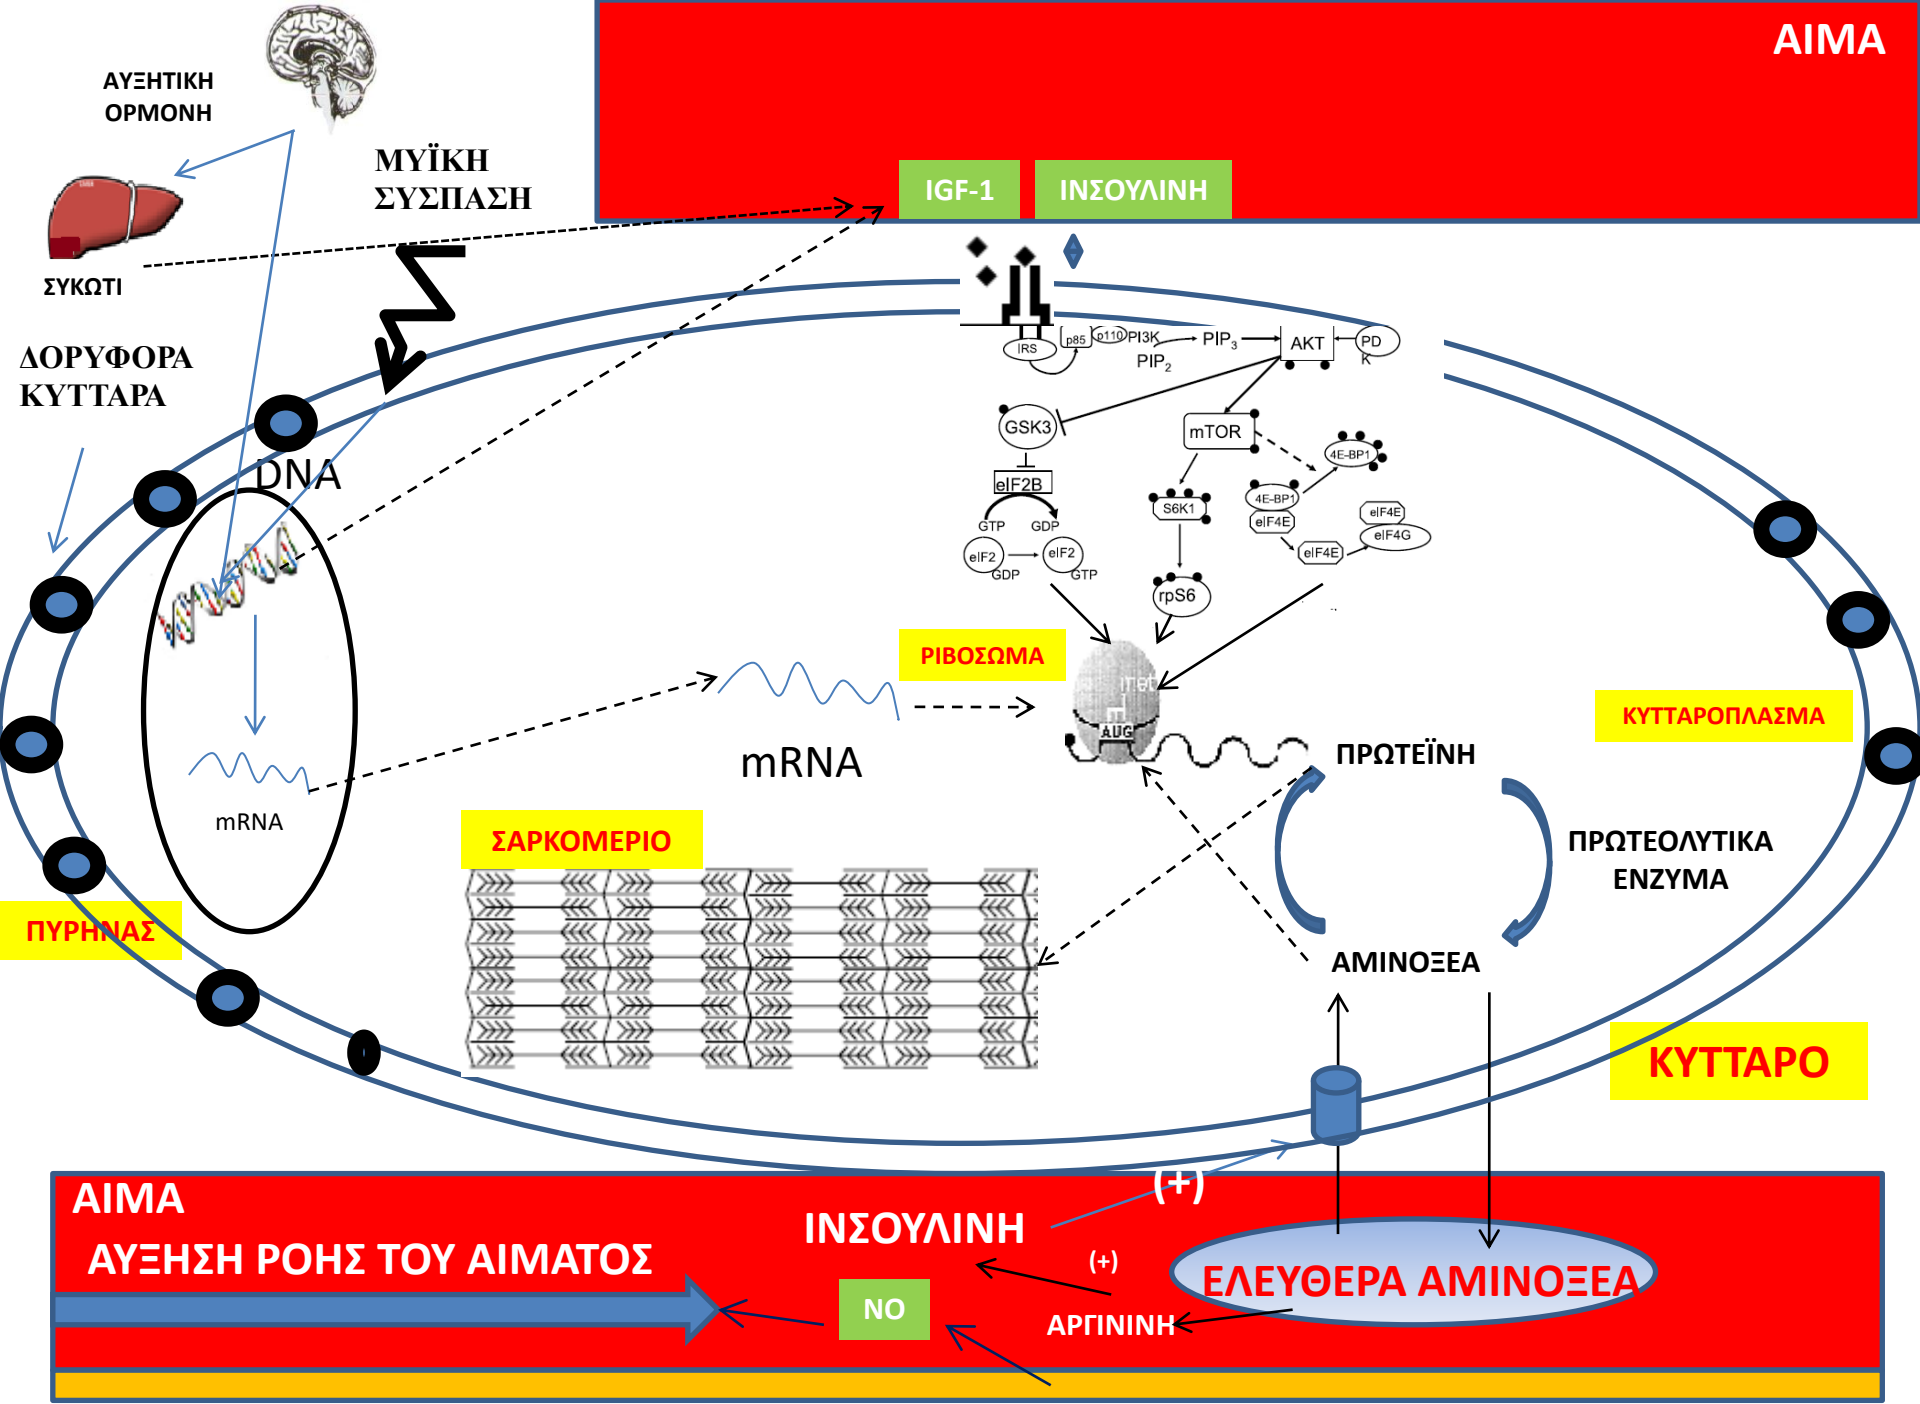 ΑΙΜΑ
ΑΥΞΗΤΙΚΗ
ΟΡΜΟΝΗ
ΜΥΪΚΗ
ΣΥΣΠΑΣΗ
IGF-1
ΙΝΣΟΥΛΙΝΗ
ΣΥΚΩΤΙ
ΔΟΡΥΦΟΡΑ
ΚΥΤΤΑΡΑ
IRS
p85
p110
PI3K
PIP2
PIP3
AKT
PD
K
GSK3
mTOR
4E-BP1
DNA
eIF2B
S6K1
4E-BP1
eIF4E
eIF4E
eIF4G
GTP
GDP
eIF2
GDP
eIF2
GTP
eIF4E
rpS6
ΡΙΒΟΣΩΜΑ
AUG
mRNA
ΚΥΤΤΑΡΟΠΛΑΣΜΑ
ΠΡΩΤΕΪΝΗ
mRNA
ΣΑΡΚΟΜΕΡΙΟ
ΠΡΩΤΕΟΛΥΤΙΚΑ
ΕΝΖΥΜΑ
ΠΥΡΗΝΑΣ
ΑΜΙΝΟΞΕΑ
ΚΥΤΤΑΡΟ
ΑΙΜΑ
(+)
ΙΝΣΟΥΛΙΝΗ
ΑΥΞΗΣΗ ΡΟΗΣ ΤΟΥ ΑΙΜΑΤΟΣ
(+)
ΕΛΕΥΘΕΡΑ ΑΜΙΝΟΞΕΑ
NO
ΑΡΓΙΝΙΝΗ